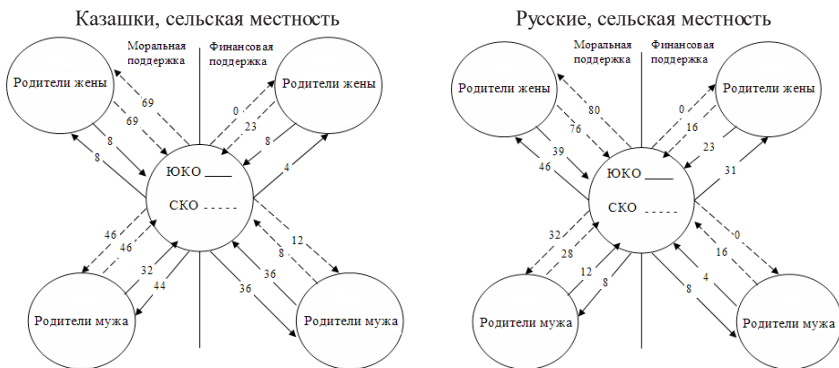 Казашки, сельская местность
Моральная поддержка
Финансовая поддержка
Родители жены
Родители жены
69
69
8
8
0
23
8
4
ЮКО ___
СКО -----
46
46
32
44
12
8
36
36
Родители мужа
Родители мужа
Русские, сельская местность
Моральная поддержка
Финансовая поддержка
Родители жены
Родители жены
80
76
39
46
0
16
23
31
ЮКО ___
СКО -----
32
28
12
8
0
16
4
8
Родители мужа
Родители мужа